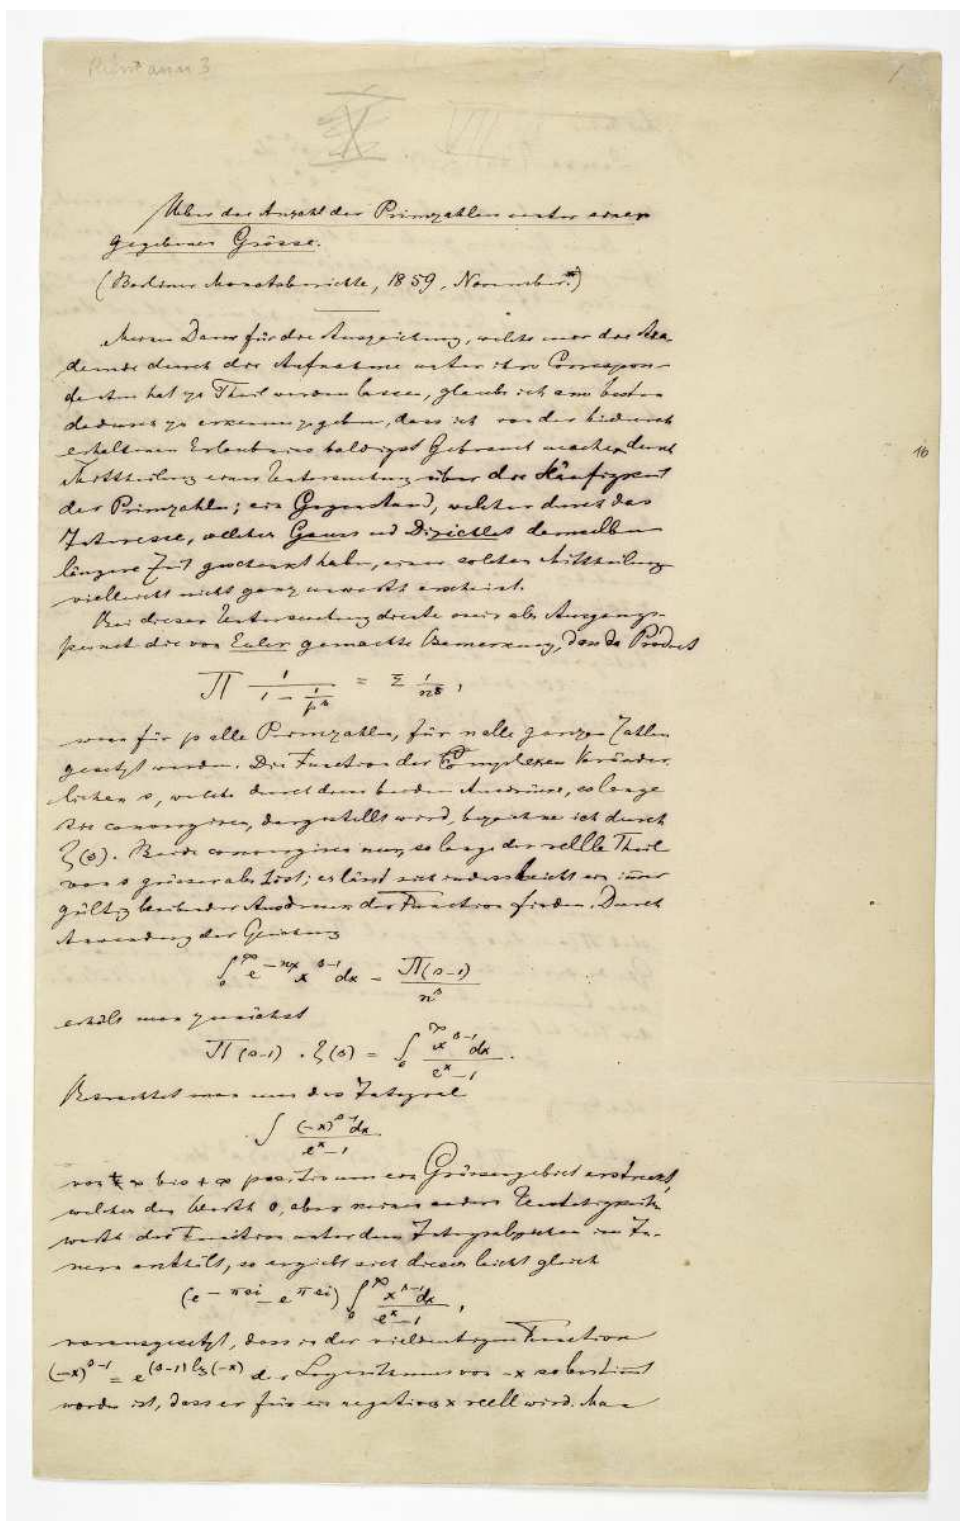 Riemann 3
1
Ueber die Anzahl der Primzahlen unter einer
gegebenen Grösse.
(Berliner Monatsberichte, 1859, November.)
Meinen Dank für die Auszeichnung, welche mir die Aka-
demie durch die Aufnahme unter ihre Correspon-
denten hat zu Theil werden lassen, glaube ich am besten
dadurch zu erkennen zu geben, dass ich von der hiedurch
erhaltenen Erlaubniss baldigst Gebrauch mache durch
Mittheilung einer Untersuchung über die Häufigkeit
der Primzahlen; ein Gegenstand, welcher durch das
Interesse, welches Gauss und Dirichlet demselben
längere Zeit geschenkt haben, einer solchen Mittheilung
vielleicht nicht ganz unwerth erscheint.
16
Bei dieser Untersuchung diente mir als Ausgangs-
punct die von Euler gemachte Bemerkung, dass das Product
∏ 1/(1 − 1/p^s) = Σ 1/n^s,
wenn für p alle Primzahlen, für n alle ganzen Zahlen
gesetzt werden. Die Function der complexen Veränder-
lichen s, welche durch diese beiden Ausdrücke, so lange
sie convergiren, dargestellt wird, bezeichne ich durch
ζ(s). Beide convergiren nur, so lange der reelle Theil
von s grösser als 1 ist; es lässt sich indess leicht ein immer
gültig bleibender Ausdruck der Function finden. Durch
Anwendung der Gleichung
∫_0^∞ e^{−nx} x^{s−1} dx = Π(s−1)/n^s
erhält man zunächst
Π(s−1) . ζ(s) = ∫_0^∞ x^{s−1}dx/(e^x−1).
Betrachtet man nun das Integral
∫ (−x)^{s−1}dx/(e^x−1)
von + ∞ bis + ∞ positiv um ein Grössengebiet erstreckt,
welches den Werth 0, aber keinen andern Unstetigkeits-
werth der Function unter dem Integralzeichen im In-
nern enthält, so ergiebt sich dieses leicht gleich
(e^{−πsi} − e^{πsi}) ∫_0^∞ x^{s−1}dx/(e^x−1),
vorausgesetzt, dass in der vieldeutigen Function
(−x)^{s−1} = e^{(s−1) lg(−x)} der Logarithmus von −x so bestimmt
worden ist, dass er für ein negatives x reell wird. Man